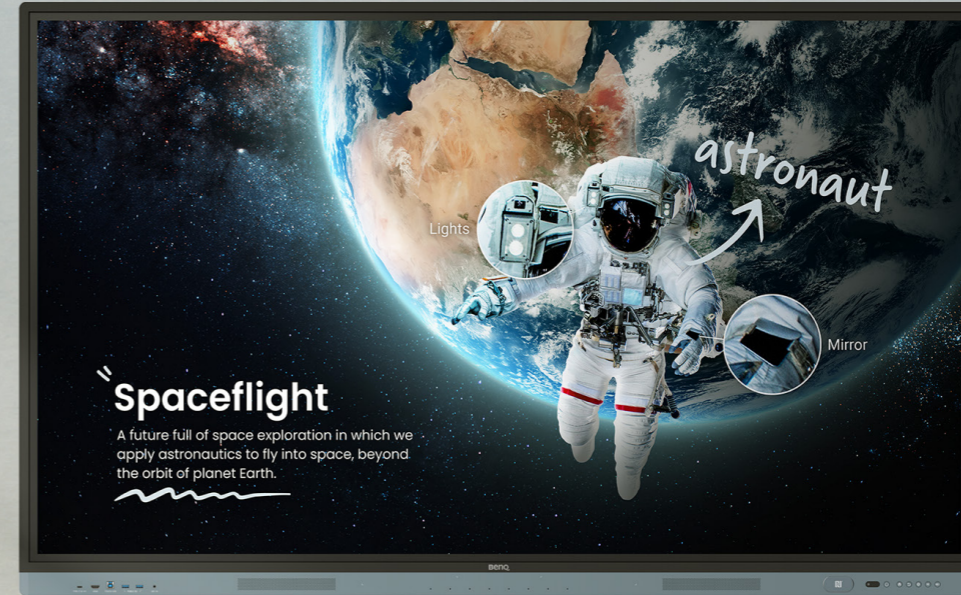 astronaut
Lights
Mirror
Spaceflight
A future full of space exploration in which we
apply astronautics to fly into space, beyond
the orbit of planet Earth.
BenQ